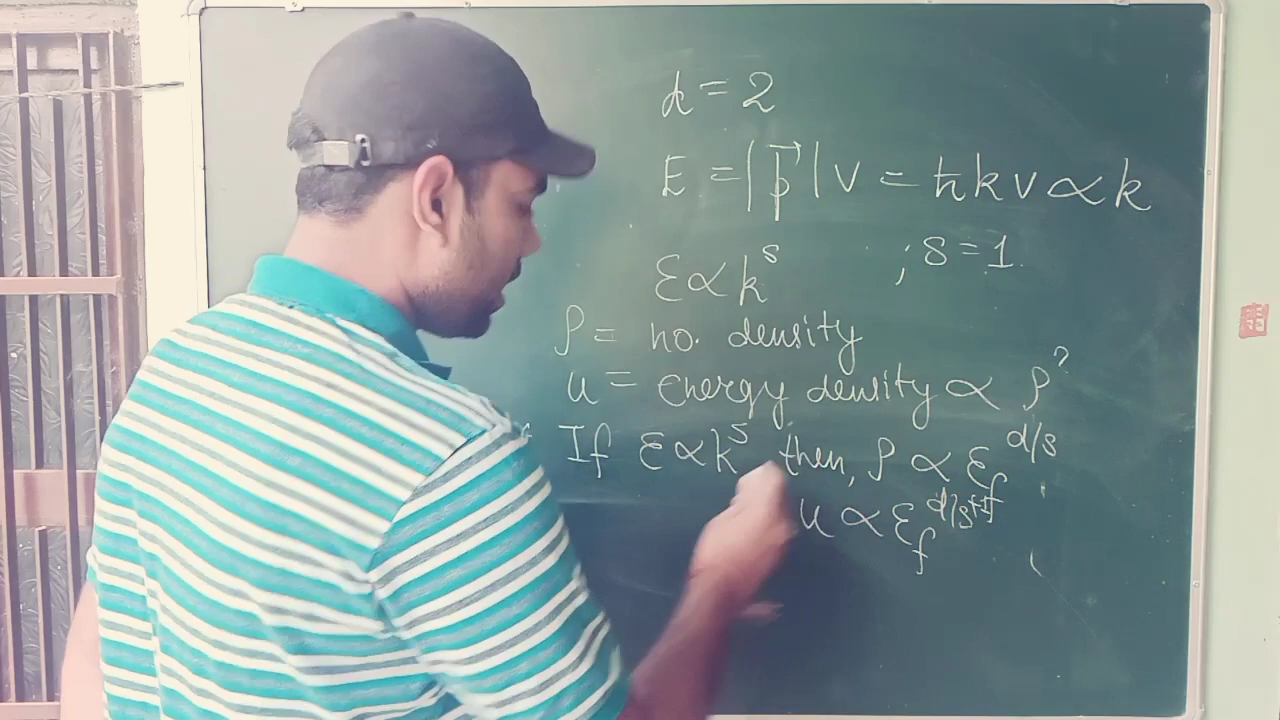 d = 2
E = |p⃗|v = ħkv ∝ k
ε ∝ k^s ; s = 1.
ρ = no. density
u = energy density ∝ ρ^?
If ε ∝ k^s then, ρ ∝ ε_f^{d/s}
u ∝ ε_f^{d/s+1}